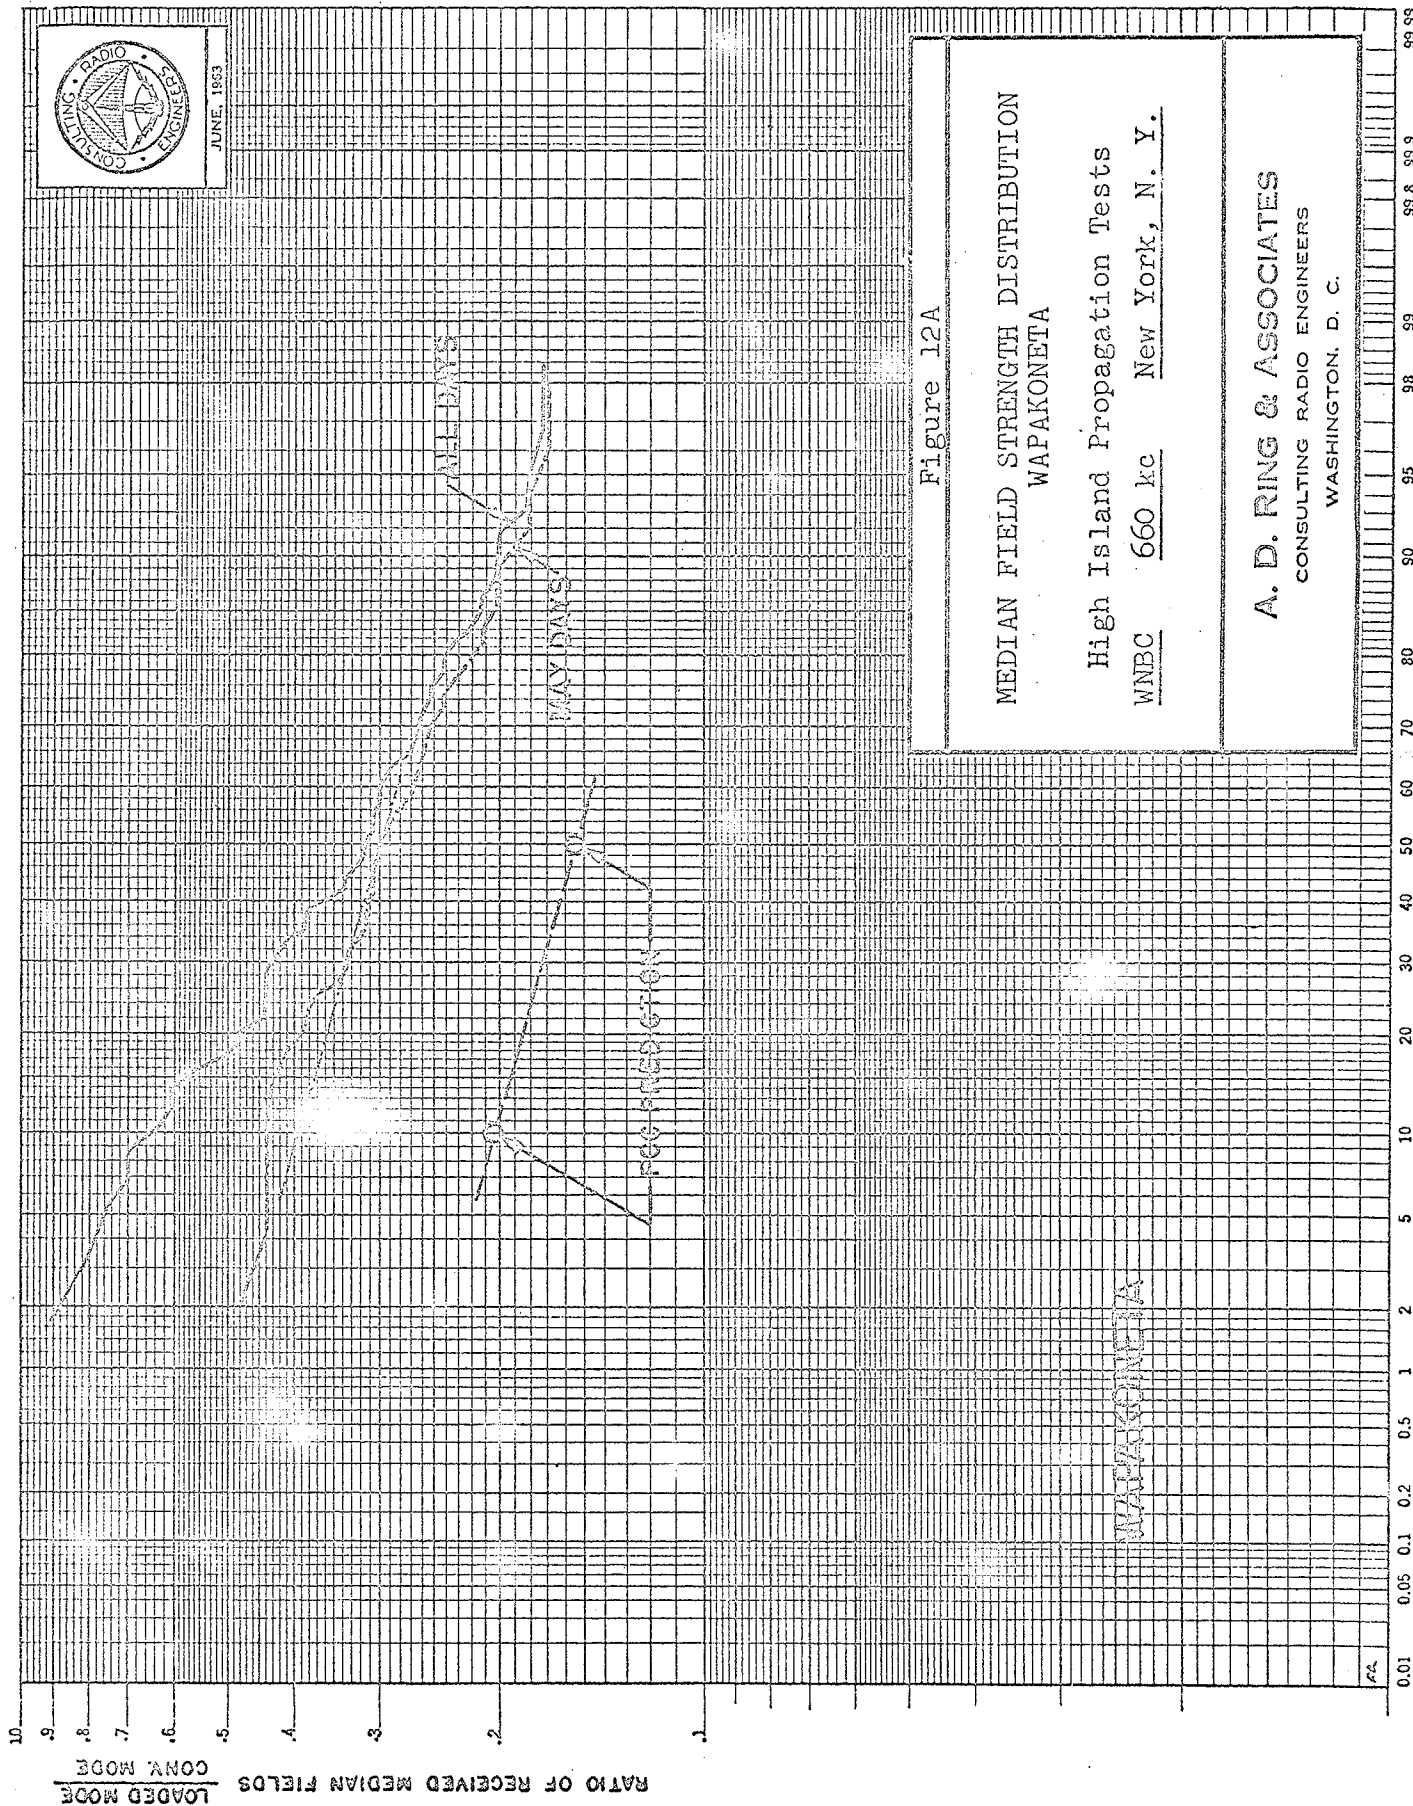 CONSULTING • RADIO • ENGINEERS •
JUNE, 1963
RATIO OF RECEIVED MEDIAN FIELDS
LOADED MODE
CONV. MODE
1.0
.9
.8
.7
.6
.5
.4
.3
.2
.1
ALL DAYS
MAY DAYS
FCC PREDICTION
WAPAKONETA
Figure 12A
MEDIAN FIELD STRENGTH DISTRIBUTION
WAPAKONETA
High Island Propagation Tests
WNBC 660 kc New York, N. Y.
A. D. RING & ASSOCIATES
CONSULTING RADIO ENGINEERS
WASHINGTON, D. C.
0.01 0.05 0.1 0.2 0.5 1 2 5 10 20 30 40 50 60 70 80 90 95 98 99 99.8 99.9 99.99